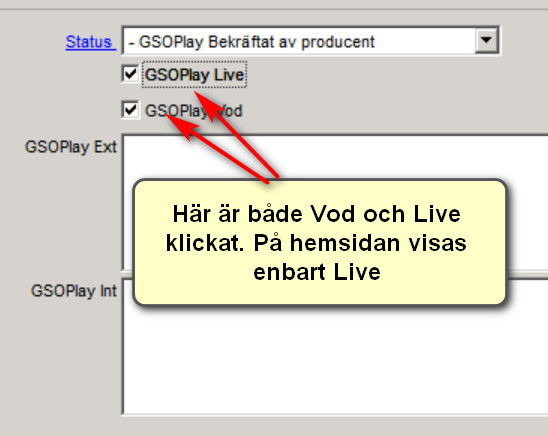 Status - GSOPlay Bekräftat av producent
GSOPlay Live
GSOPlay Vod
GSOPlay Ext
Här är både Vod och Live
klickat. På hemsidan visas
enbart Live
GSOPlay Int